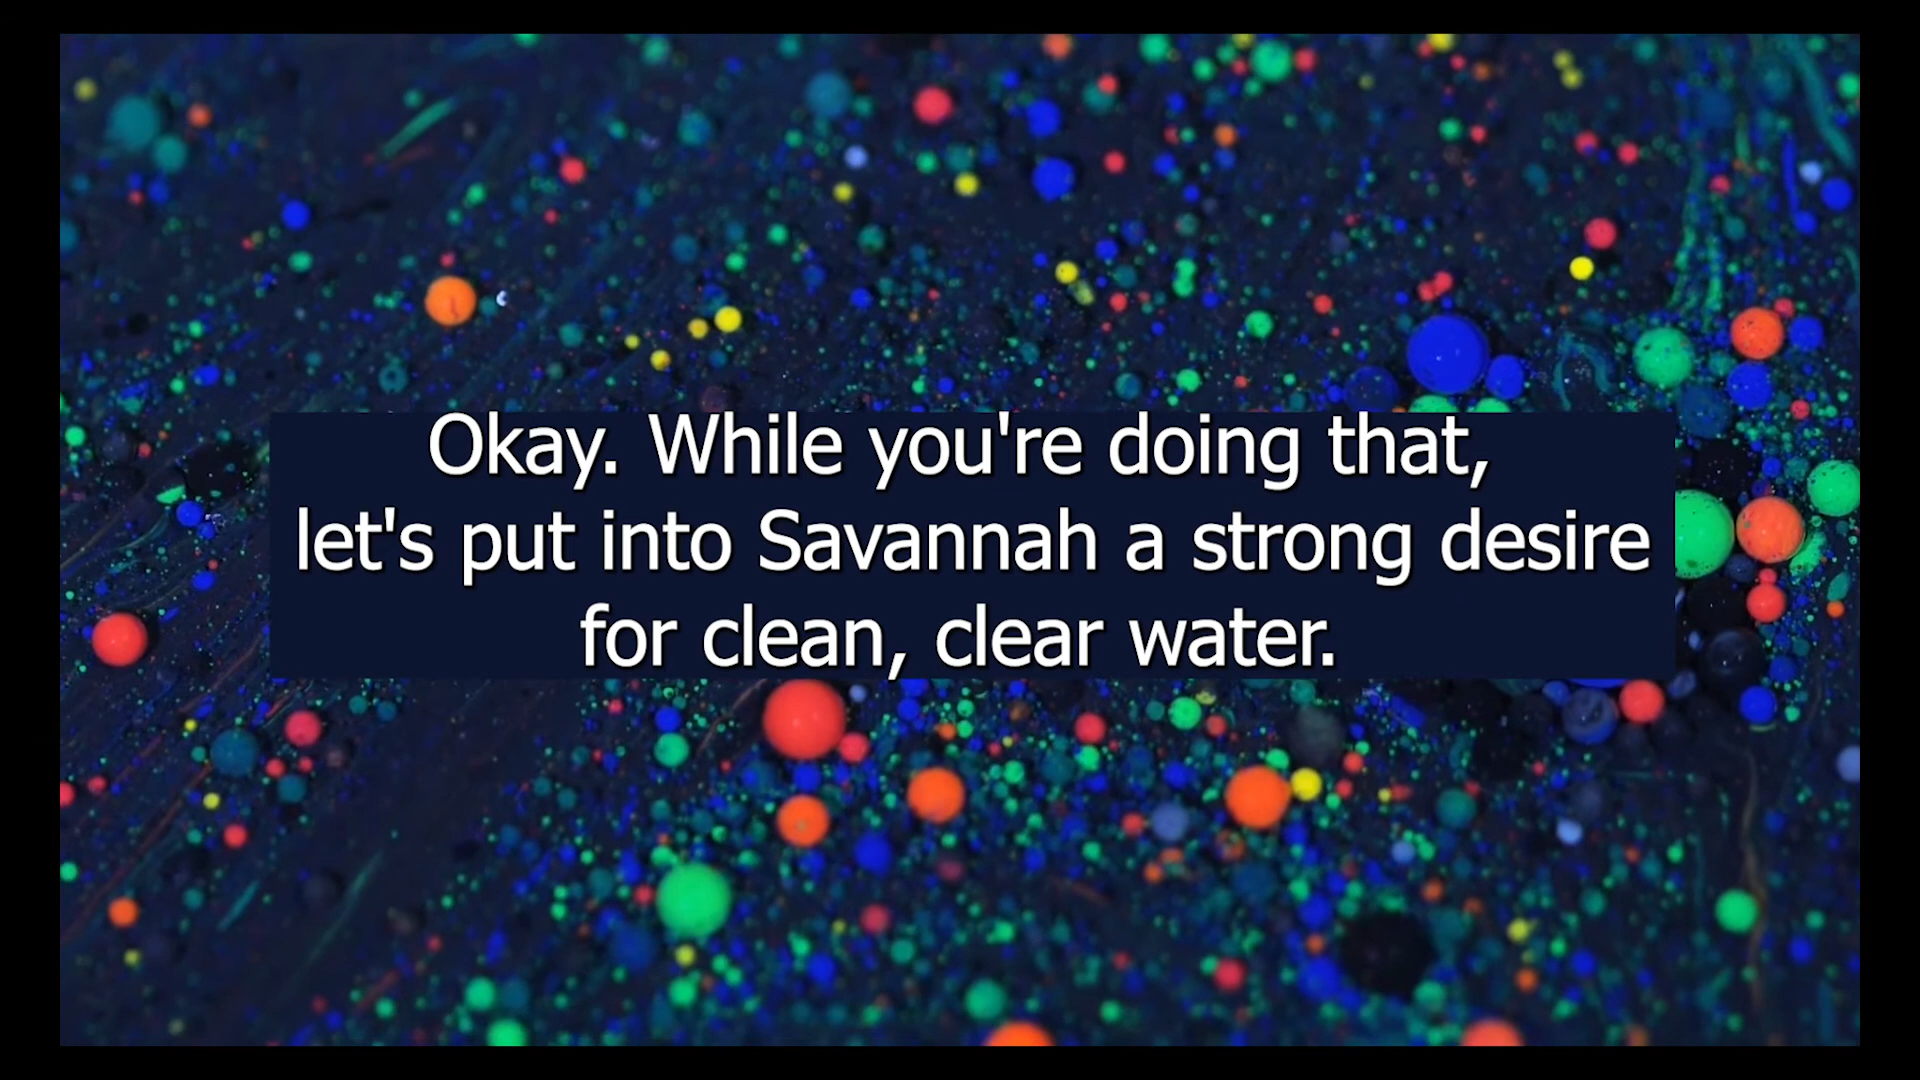 Okay. While you're doing that,
let's put into Savannah a strong desire
for clean, clear water.